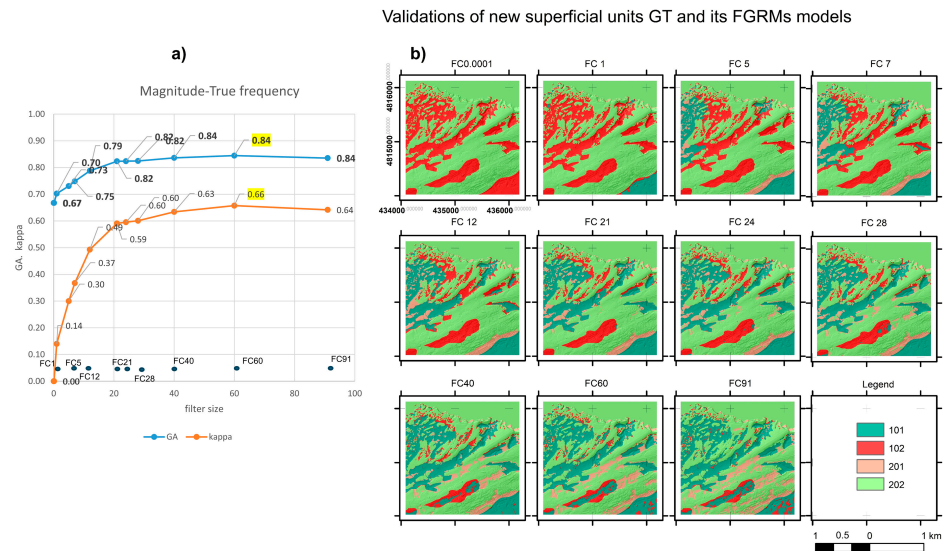 Validations of new superficial units GT and its FGRMs models
a)
Magnitude-True frequency
1.00
0.90
0.80
0.70
0.60
0.50
0.40
0.30
0.20
0.10
0.00
GA. kappa
0.67
0.70
0.73
0.75
0.79
0.82
0.82
0.82
0.84
0.84
0.84
0.00
0.14
0.30
0.37
0.49
0.59
0.60
0.60
0.63
0.66
0.64
FC1
FC5
FC12
FC21
FC28
FC40
FC60
FC91
0 20 40 60 80 100
filter size
GA kappa
b)
FC0.0001 FC 1 FC 5 FC 7
4816000
4815000
434000 435000 436000
FC 12 FC 21 FC 24 FC 28
FC40 FC60 FC91 Legend
101
102
201
202
1 0.5 0 1 km